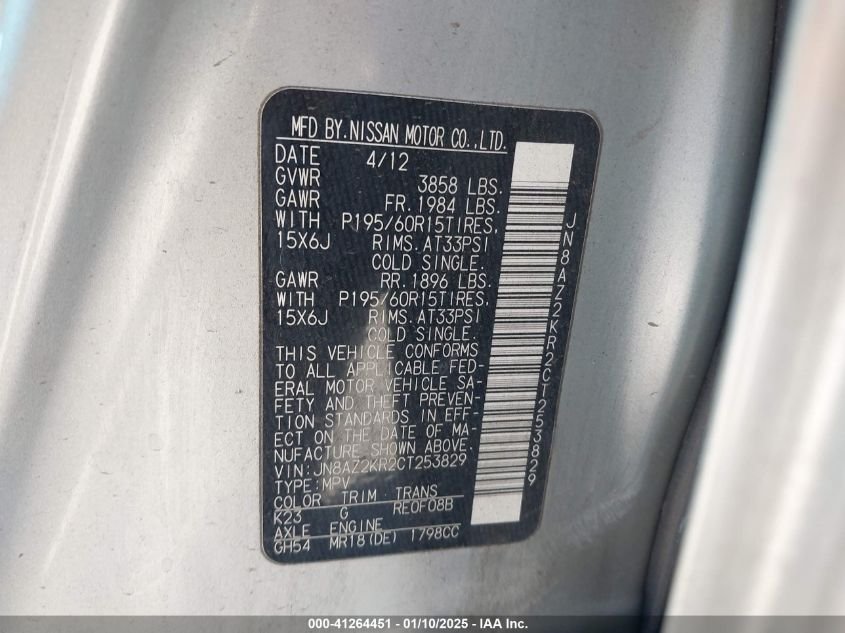 MFD BY.NISSAN MOTOR CO.,LTD.
DATE 4/12
GVWR 3858 LBS.
GAWR FR.1984 LBS.
WITH P195/60R15TIRES,
15X6J RIMS.AT33PSI
COLD SINGLE.
GAWR RR.1896 LBS.
WITH P195/60R15TIRES,
15X6J RIMS.AT33PSI
COLD SINGLE.
THIS VEHICLE CONFORMS
TO ALL APPLICABLE FED-
ERAL MOTOR VEHICLE SA-
FETY AND THEFT PREVEN-
TION STANDARDS IN EFF-
ECT ON THE DATE OF MA-
NUFACTURE SHOWN ABOVE.
VIN:JN8AZ2KR2CT253829
TYPE:MPV
COLOR TRIM TRANS
K23 G RE0F08B
AXLE ENGINE
GH54 MR18(DE) 1798CC
JN8AZ2KR2CT253829
000-41264451 - 01/10/2025 - IAA Inc.